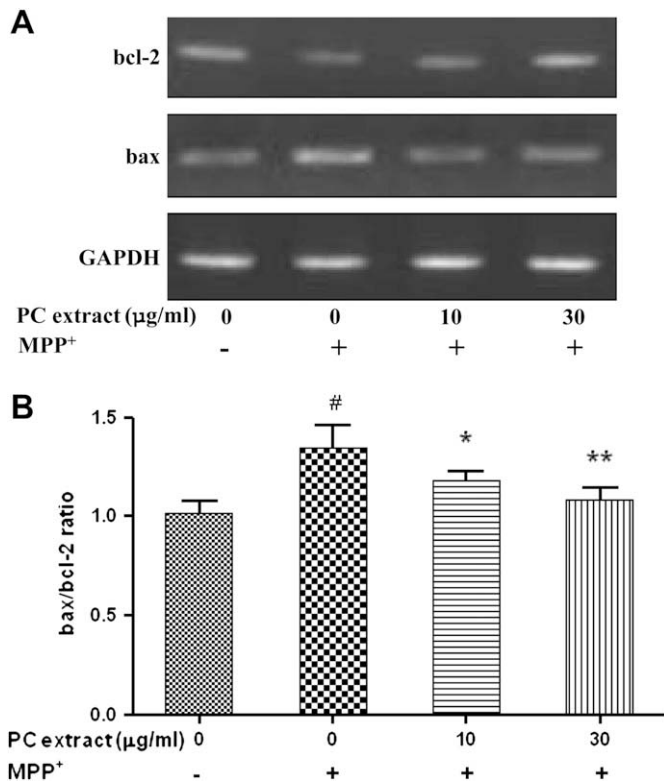 A
bcl-2
bax
GAPDH
PC extract (µg/ml) 0 0 10 30
MPP⁺ - + + +
B
bax/bcl-2 ratio
1.5
1.0
0.5
0.0
# * **
PC extract (µg/ml) 0 0 10 30
MPP⁺ - + + +